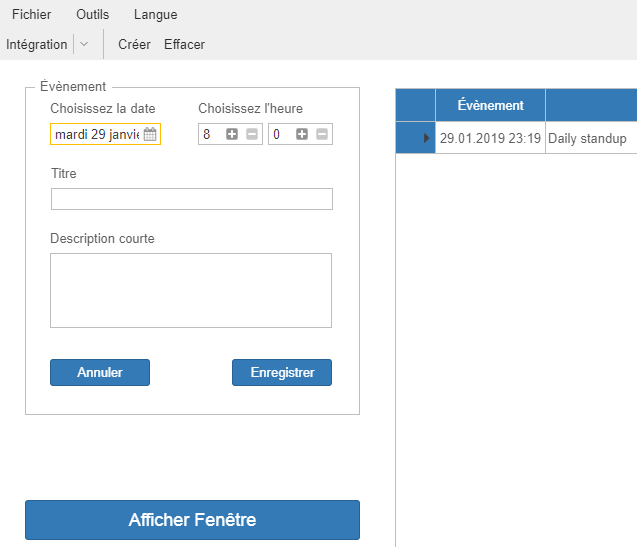 Fichier Outils Langue
Intégration Créer Effacer
Évènement
Choisissez la date Choisissez l'heure
mardi 29 janvie 8 0
Titre
Description courte
Annuler Enregistrer
Afficher Fenêtre
Évènement
29.01.2019 23:19 Daily standup